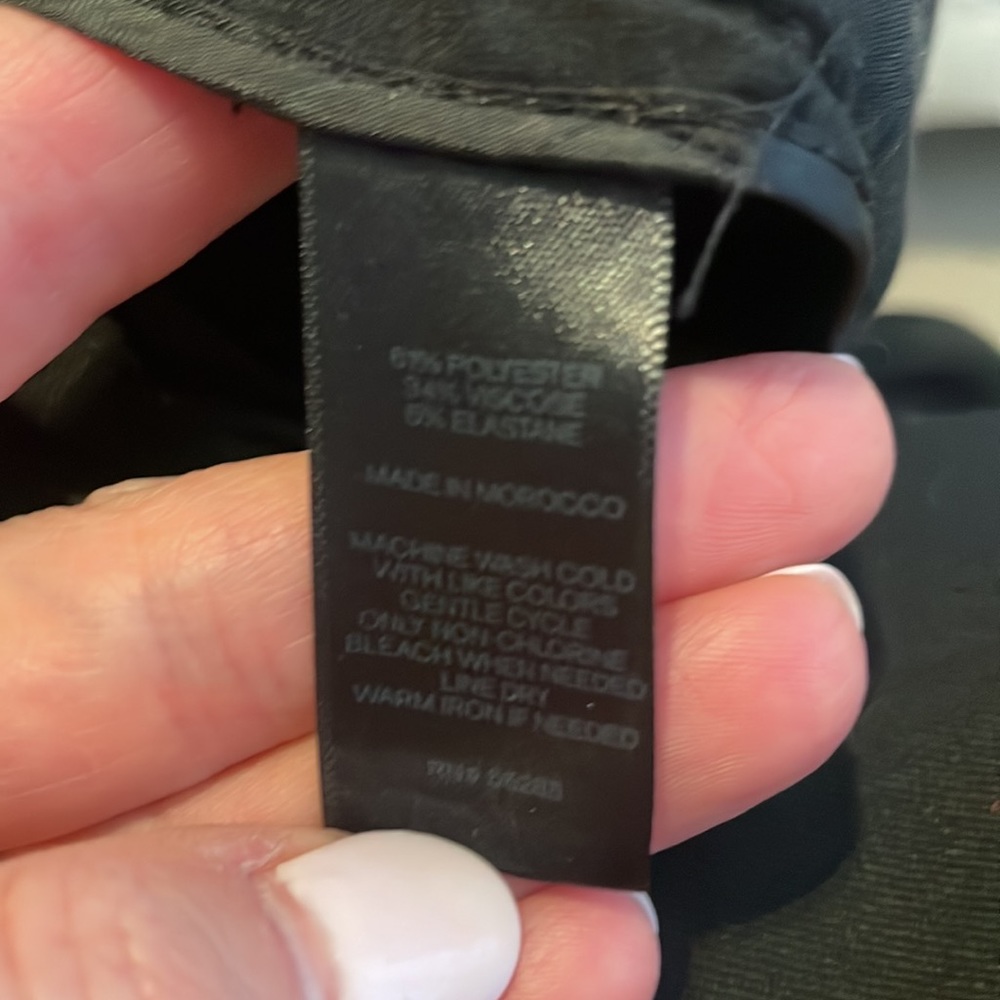 61% POLYESTER
34% VISCOSE
5% ELASTANE
MADE IN MOROCCO
MACHINE WASH COLD
WITH LIKE COLORS
GENTLE CYCLE
ONLY NON-CHLORINE
BLEACH WHEN NEEDED
LINE DRY
WARM IRON IF NEEDED
RN#